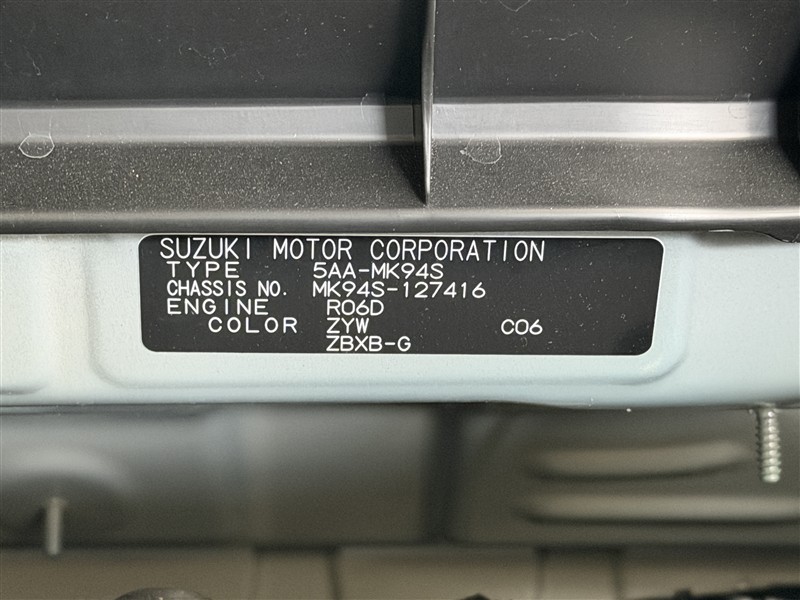 SUZUKI MOTOR CORPORATION
TYPE 5AA-MK94S
CHASSIS NO. MK94S-127416
ENGINE R06D
COLOR ZYW C06
ZBXB-G